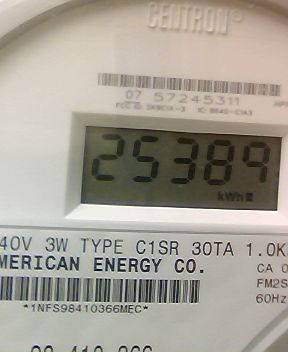 CENTRON®
07 57245311
25389
kWh
40V 3W TYPE C1SR 30TA 1.0K
MERICAN ENERGY CO.
CA 0
FM2S
60Hz
*1NFS98410366MEC*